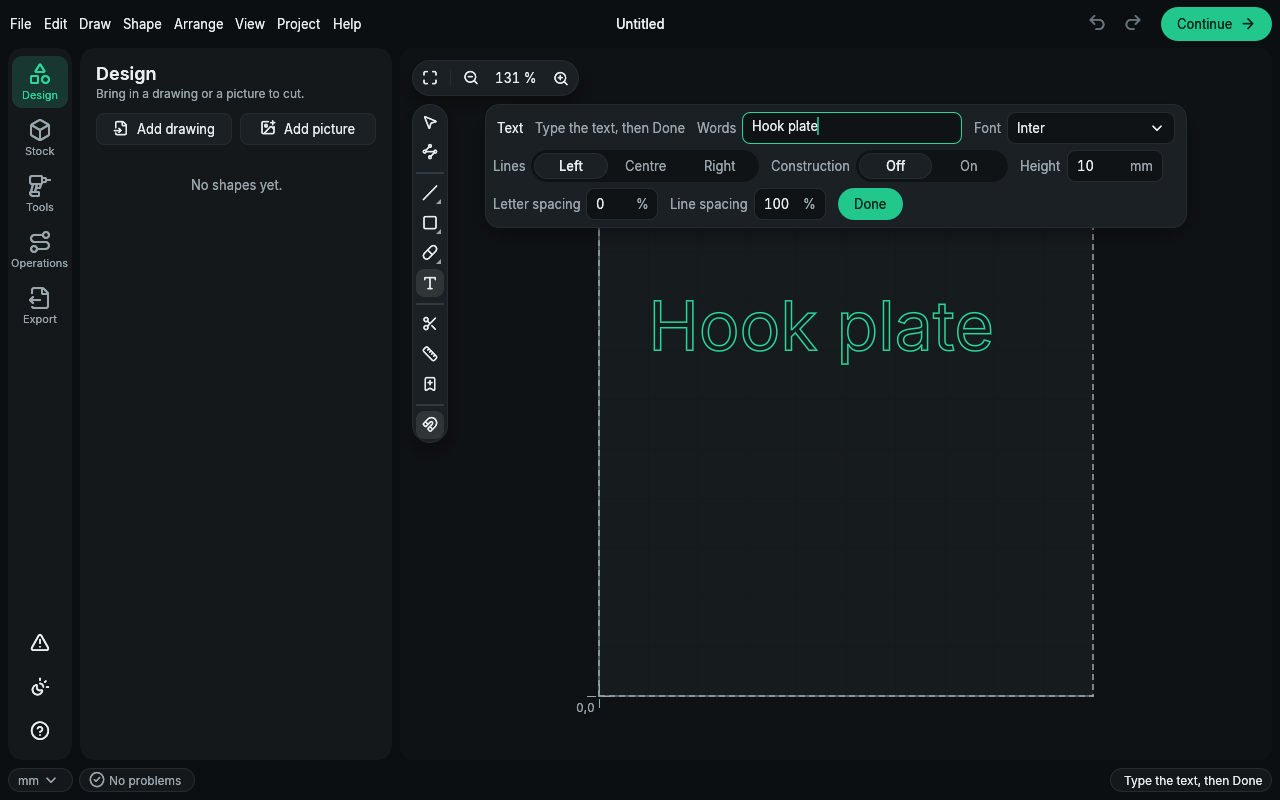 File Edit Draw Shape Arrange View Project Help
Untitled
Continue
Design
Stock
Tools
Operations
Export
Design
Bring in a drawing or a picture to cut.
Add drawing
Add picture
No shapes yet.
131 %
Text Type the text, then Done Words Hook plate Font Inter
Lines Left Centre Right Construction Off On Height 10 mm
Letter spacing 0 % Line spacing 100 % Done
Hook plate
0,0
mm
No problems
Type the text, then Done